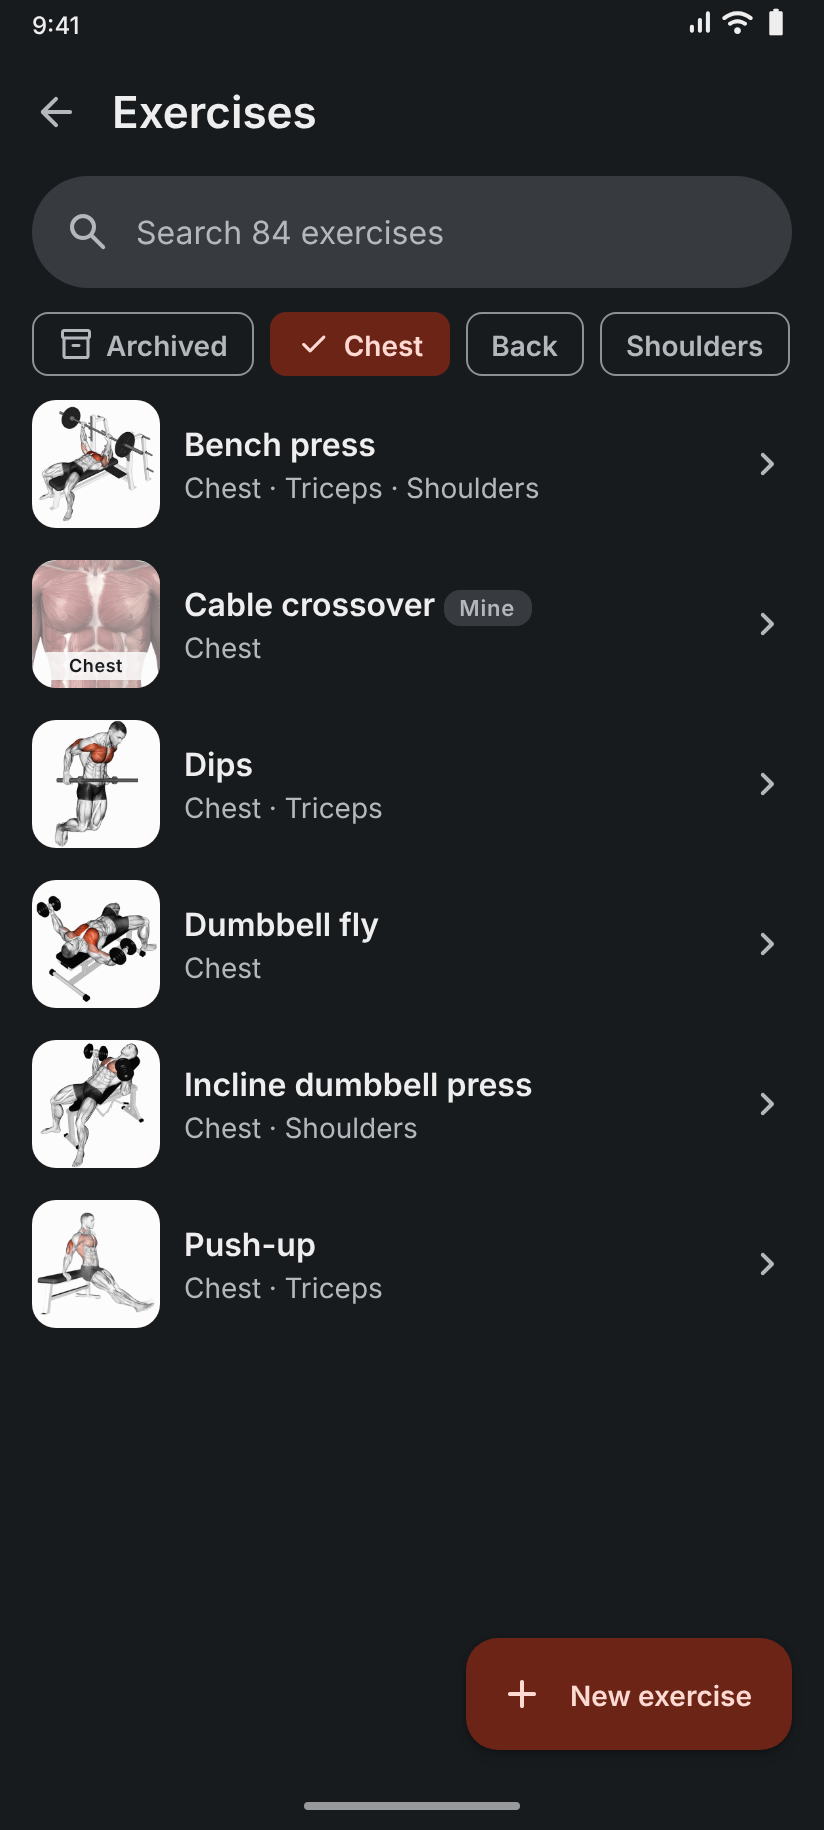 9:41
Exercises
Search 84 exercises
Archived
Chest
Back
Shoulders
Bench press
Chest · Triceps · Shoulders
Cable crossover Mine
Chest
Chest
Dips
Chest · Triceps
Dumbbell fly
Chest
Incline dumbbell press
Chest · Shoulders
Push-up
Chest · Triceps
New exercise